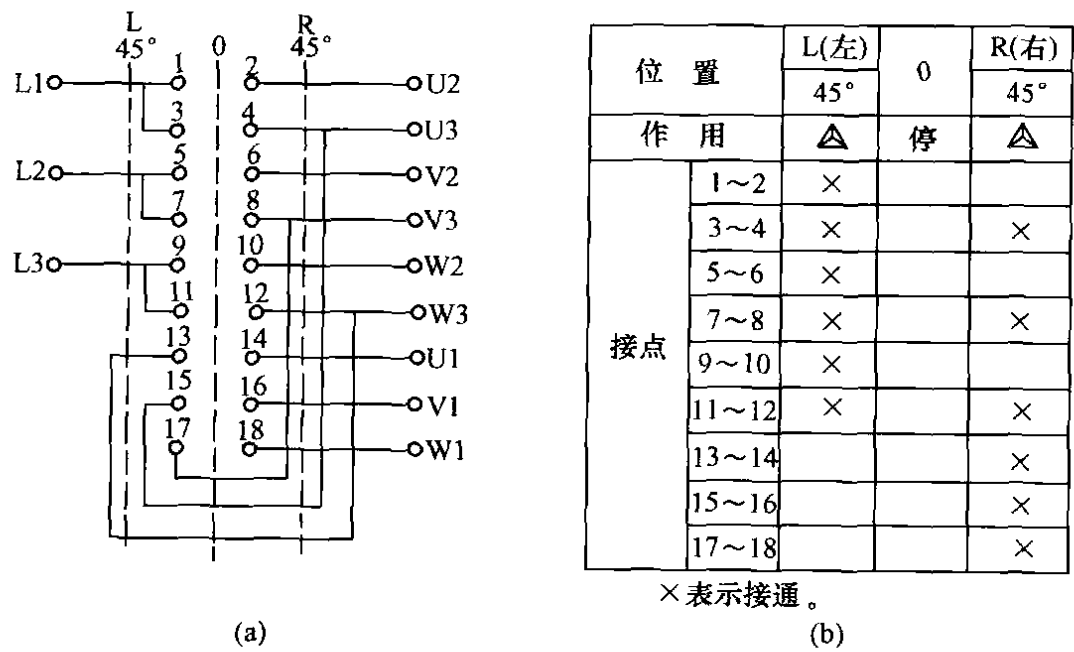 L 45° 0 R 45°
L1 1 2 U2
3 4 U3
L2 5 6 V2
7 8 V3
L3 9 10 W2
11 12 W3
13 14 U1
15 16 V1
17 18 W1
(a)
位 置 L(左) 0 R(右)
45° 45°
作 用 停
接点
1～2 ×
3～4 × ×
5～6 ×
7～8 × ×
9～10 ×
11～12 × ×
13～14 ×
15～16 ×
17～18 ×
×表示接通。
(b)